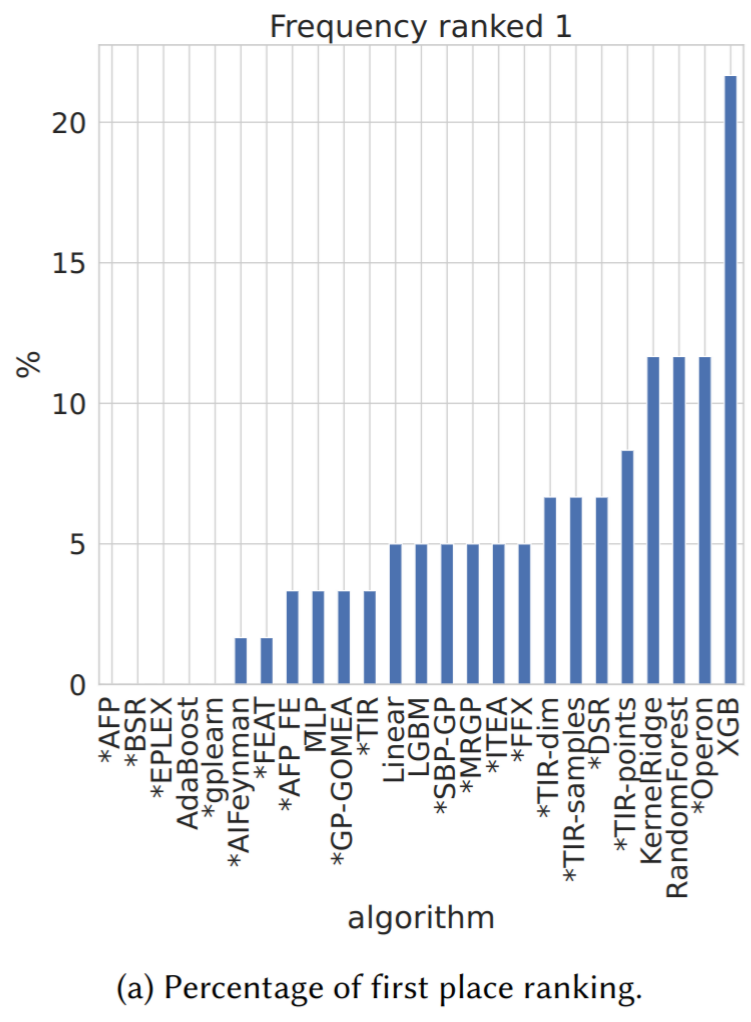 Frequency ranked 1
20
15
10
5
0
%
*AFP
*BSR
*EPLEX
AdaBoost
*gplearn
*AIFeynman
*FEAT
*AFP_FE
MLP
*GP-GOMEA
*TIR
Linear
LGBM
*SBP-GP
*MRGP
*ITEA
*FFX
*TIR-dim
*TIR-samples
*DSR
*TIR-points
KernelRidge
RandomForest
*Operon
XGB
algorithm
(a) Percentage of first place ranking.